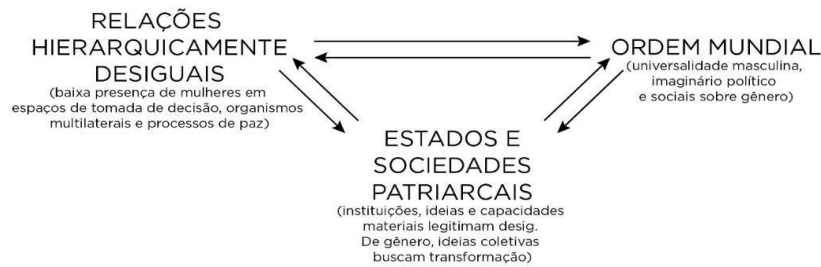 RELAÇÕES
HIERARQUICAMENTE
DESIGUAIS
(baixa presença de mulheres em
espaços de tomada de decisão, organismos
multilaterais e processos de paz)
ORDEM MUNDIAL
(universalidade masculina,
imaginário político
e sociais sobre gênero)
ESTADOS E
SOCIEDADES
PATRIARCAIS
(instituições, ideias e capacidades
materiais legitimam desig.
De gênero, ideias coletivas
buscam transformação)